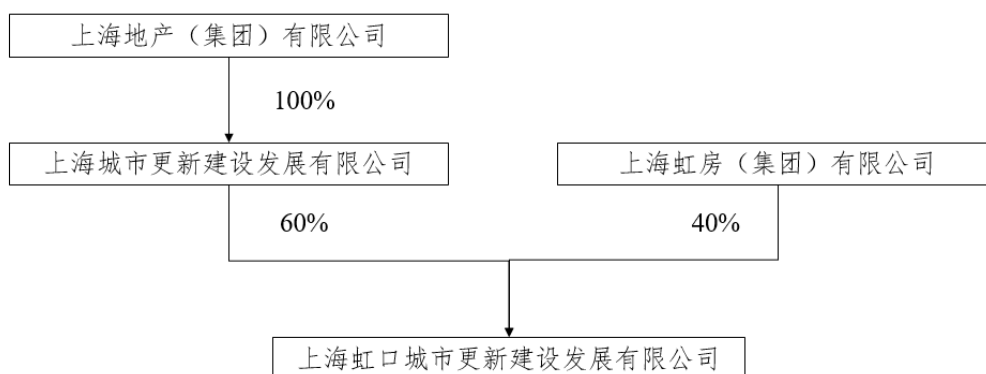 上海地产（集团）有限公司
100%
上海城市更新建设发展有限公司
上海虹房（集团）有限公司
60%
40%
上海虹口城市更新建设发展有限公司